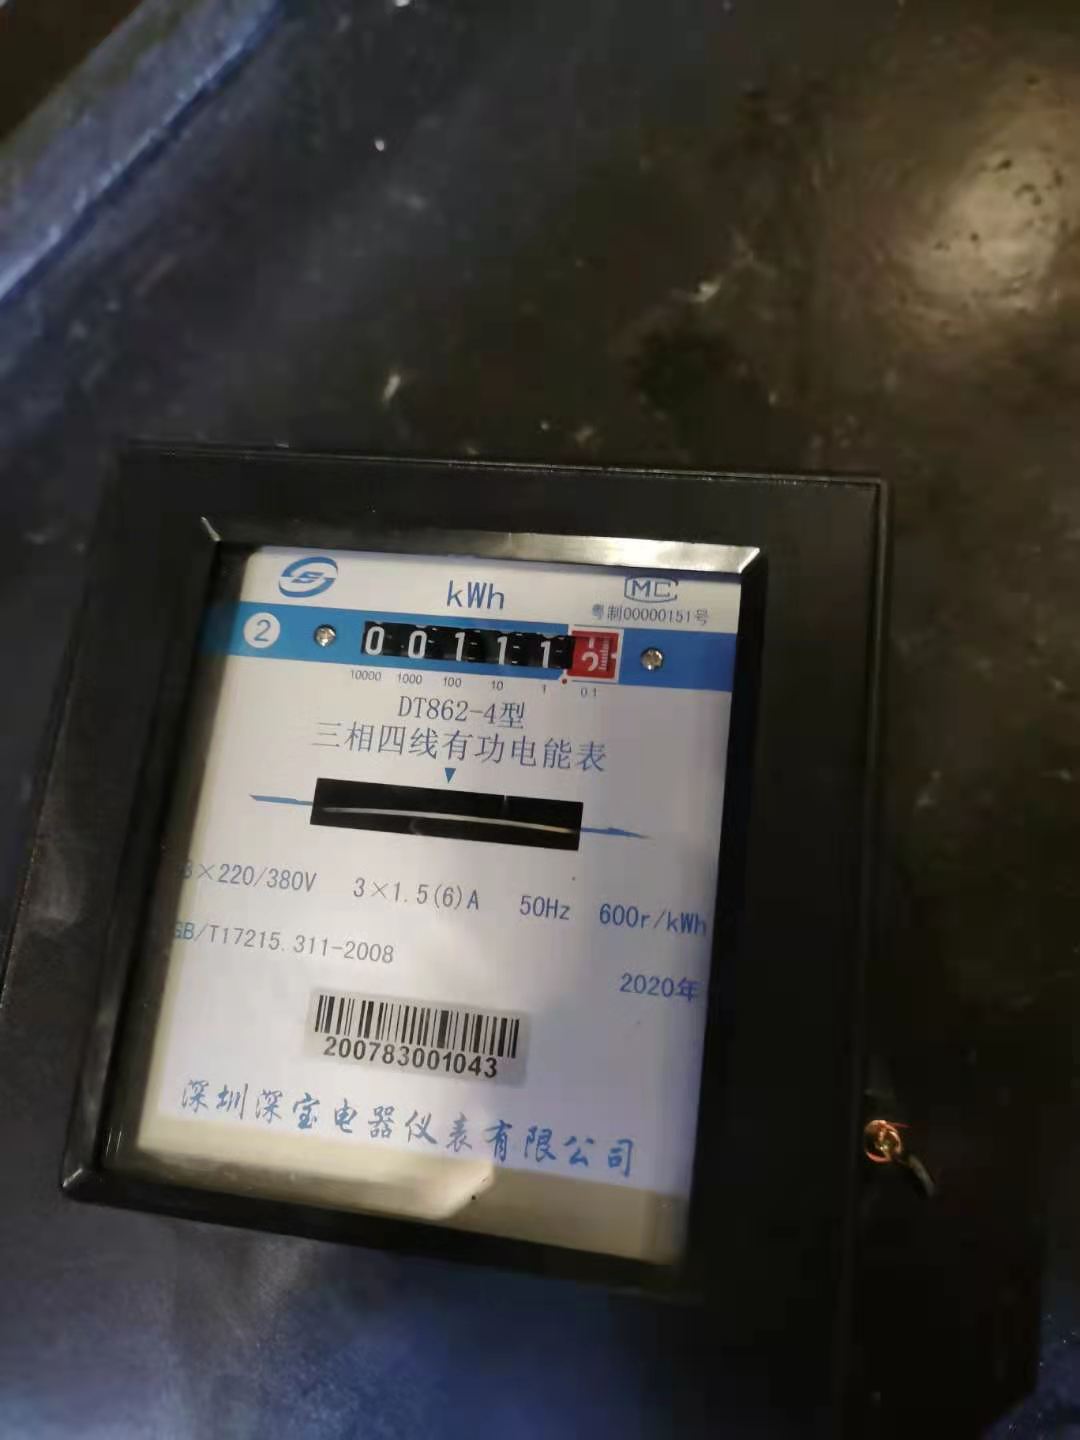 kWh
MC
粤制00000151号
2
0 0 1 1 1
10000 1000 100 10 1 0.1
DT862-4型
三相四线有功电能表
3×220/380V 3×1.5(6)A 50Hz 600r/kWh
GB/T17215.311-2008
2020年
200783001043
深圳深宝电器仪表有限公司